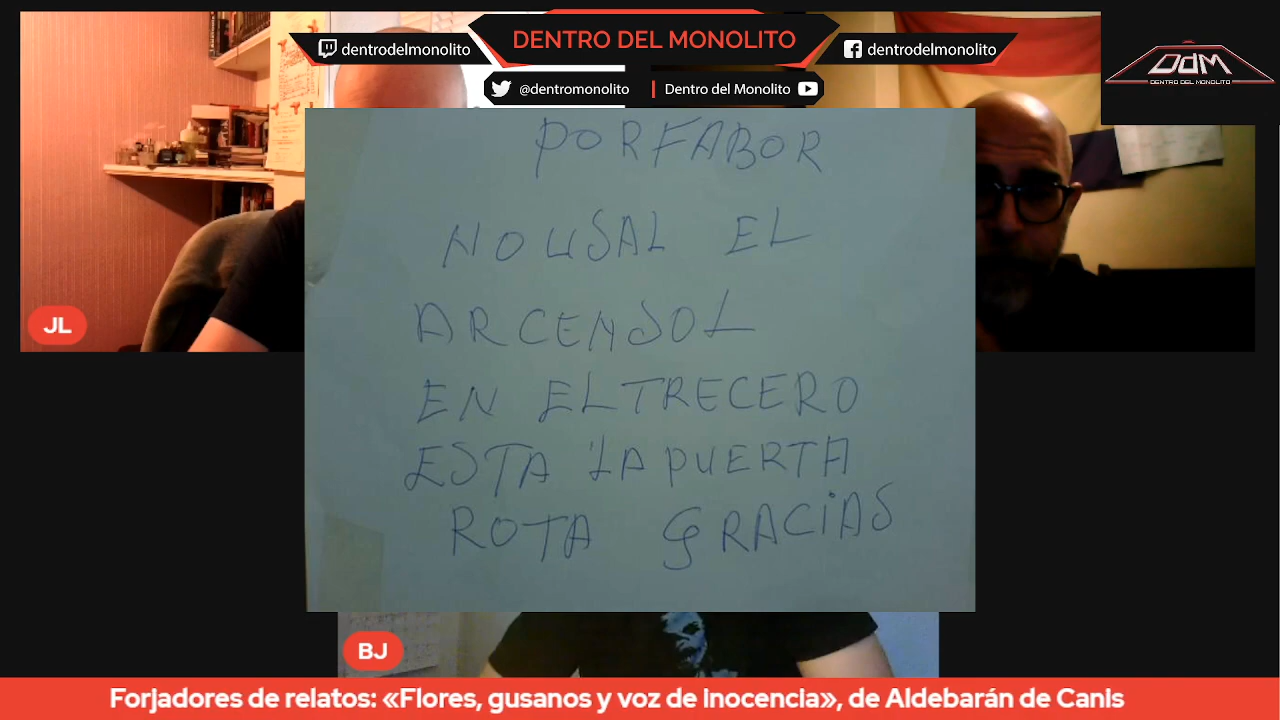 DENTRO DEL MONOLITO
dentrodelmonolito
dentrodelmonolito
@dentromonolito
Dentro del Monolito
DdM
DENTRO DEL MONOLITO
PORFABOR
NOUSAL EL
ARCENSOL
EN ELTRECERO
ESTA LA PUERTA
ROTA GRACIAS
JL
BJ
Forjadores de relatos: «Flores, gusanos y voz de inocencia», de Aldebarán de Canis